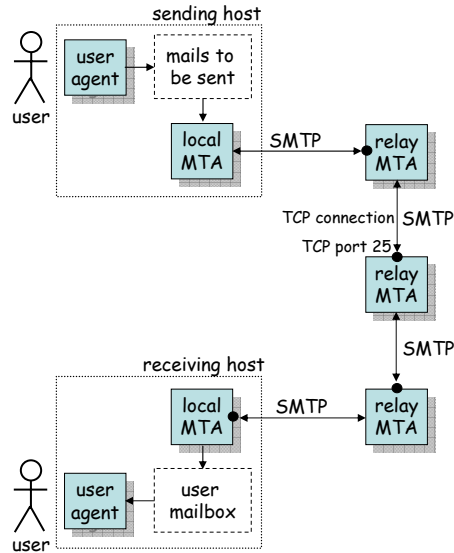 sending host
user
agent
mails to
be sent
user
local
MTA
SMTP
relay
MTA
TCP connection
SMTP
TCP port 25
relay
MTA
SMTP
receiving host
local
MTA
SMTP
relay
MTA
user
agent
user
mailbox
user